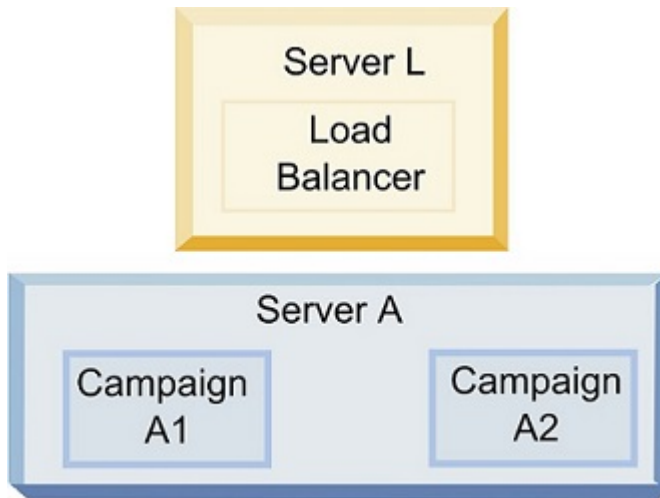 Server L
Load
Balancer
Server A
Campaign
A1
Campaign
A2